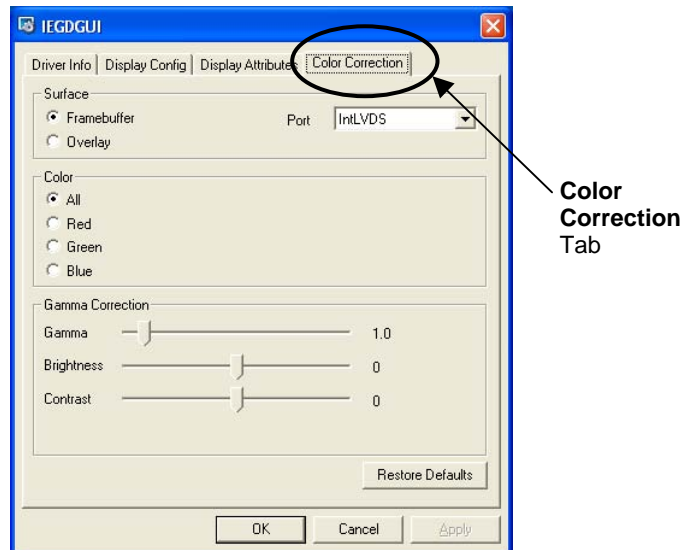 IEGDGUI
Driver Info Display Config Display Attributes Color Correction
Surface
Framebuffer Port IntLVDS
Overlay
Color
All
Red
Green
Blue
Gamma Correction
Gamma 1.0
Brightness 0
Contrast 0
Restore Defaults
OK Cancel Apply
Color
Correction
Tab